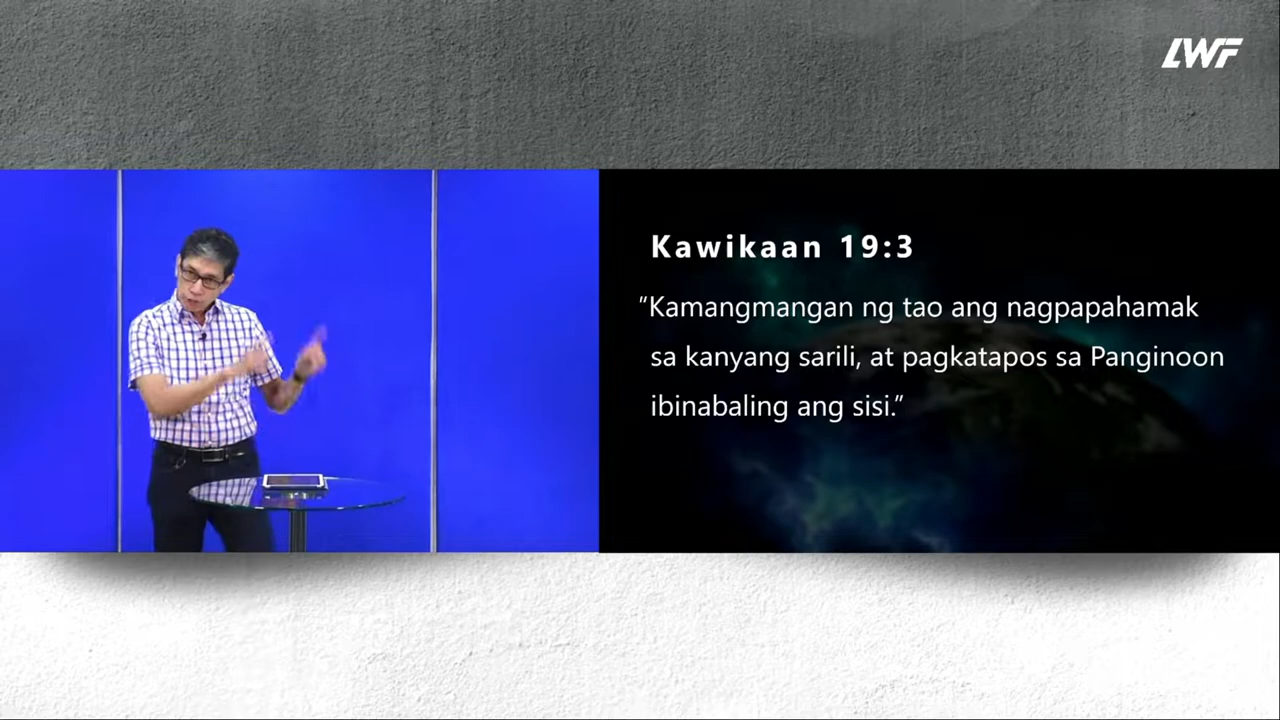 LWF
Kawikaan 19:3
"Kamangmangan ng tao ang nagpapahamak
sa kanyang sarili, at pagkatapos sa Panginoon
ibinabaling ang sisi."